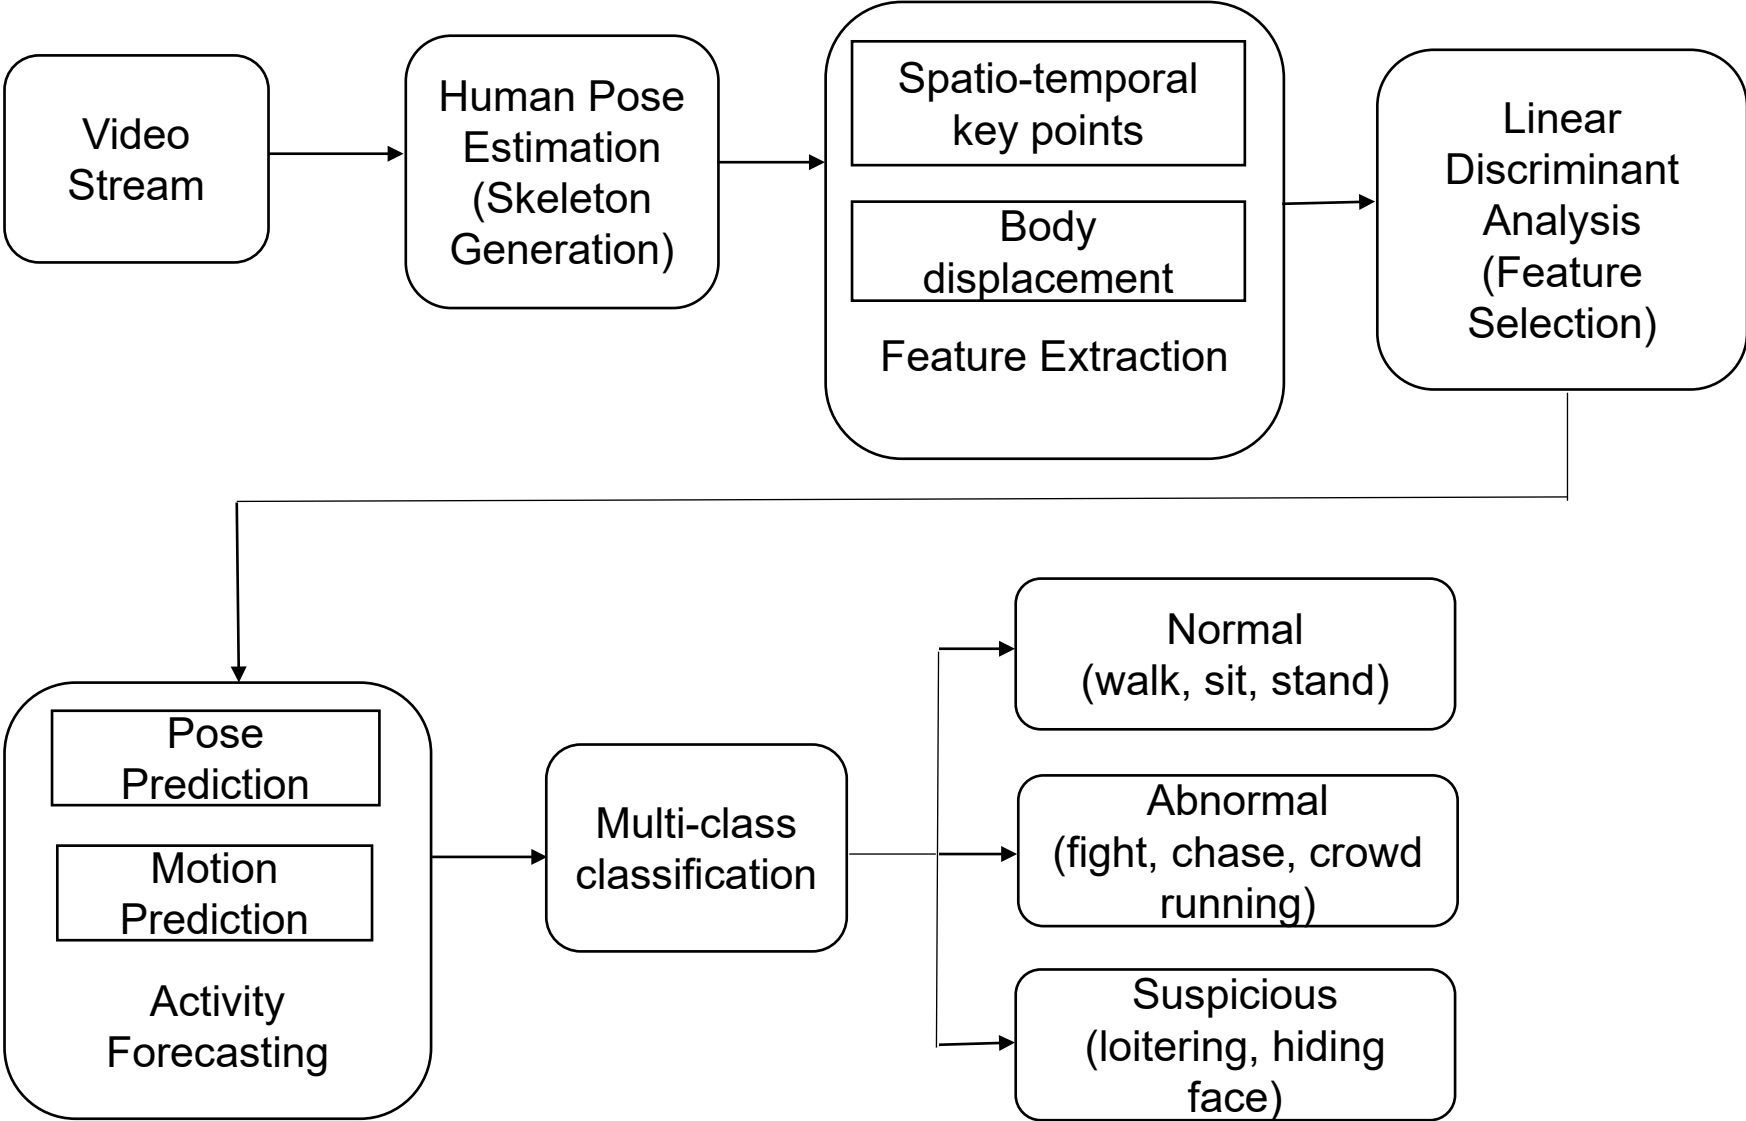 Video
Stream
Human Pose
Estimation
(Skeleton
Generation)
Spatio-temporal
key points
Body
displacement
Feature Extraction
Linear
Discriminant
Analysis
(Feature
Selection)
Pose
Prediction
Motion
Prediction
Activity
Forecasting
Multi-class
classification
Normal
(walk, sit, stand)
Abnormal
(fight, chase, crowd
running)
Suspicious
(loitering, hiding
face)